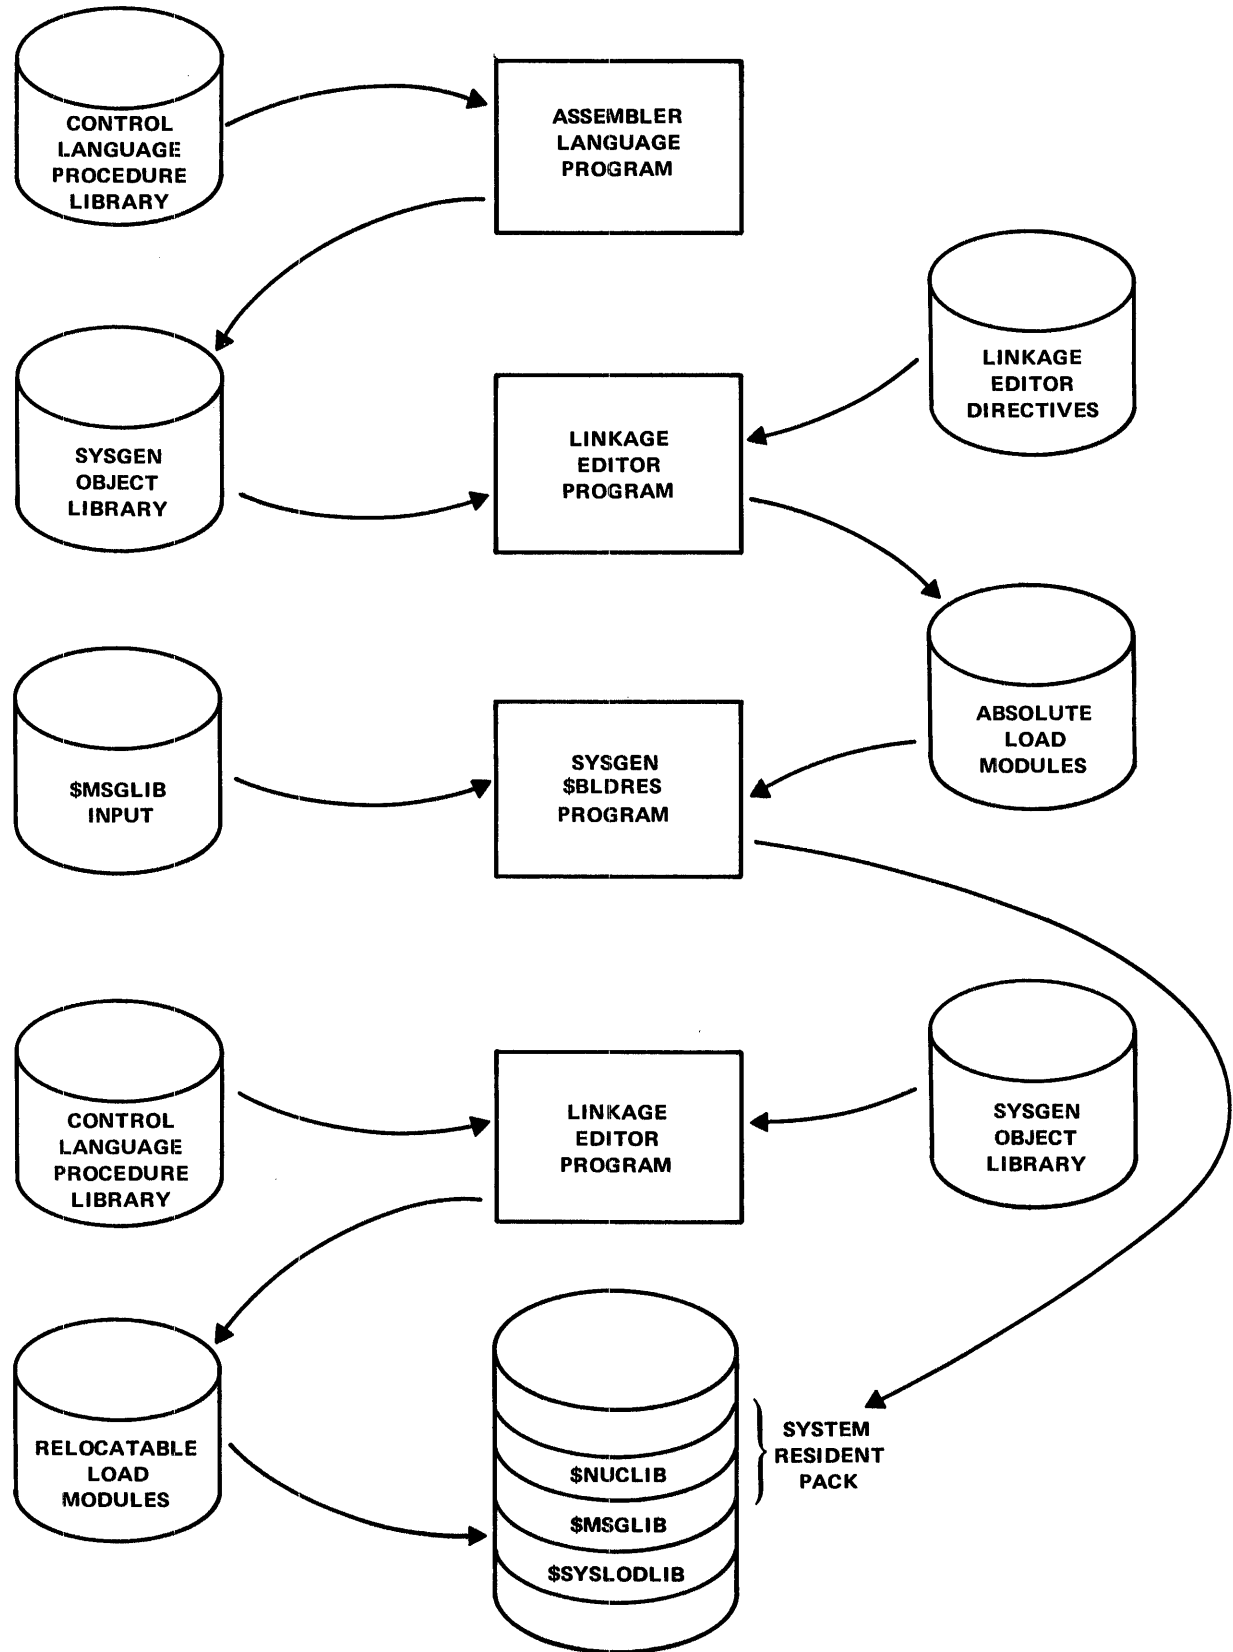 CONTROL
LANGUAGE
PROCEDURE
LIBRARY
ASSEMBLER
LANGUAGE
PROGRAM
LINKAGE
EDITOR
DIRECTIVES
SYSGEN
OBJECT
LIBRARY
LINKAGE
EDITOR
PROGRAM
ABSOLUTE
LOAD
MODULES
$MSGLIB
INPUT
SYSGEN
$BLDRES
PROGRAM
CONTROL
LANGUAGE
PROCEDURE
LIBRARY
LINKAGE
EDITOR
PROGRAM
SYSGEN
OBJECT
LIBRARY
RELOCATABLE
LOAD
MODULES
$NUCLIB
$MSGLIB
$SYSLODLIB
SYSTEM
RESIDENT
PACK